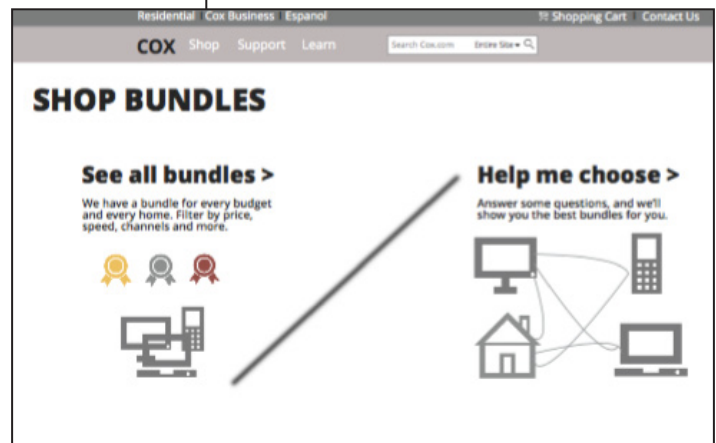 Residential | Cox Business | Espanol
Shopping Cart | Contact Us
COX Shop Support Learn
Search Cox.com Entire Site
SHOP BUNDLES
See all bundles >
We have a bundle for every budget
and every home. Filter by price,
speed, channels and more.
Help me choose >
Answer some questions, and we'll
show you the best bundles for you.